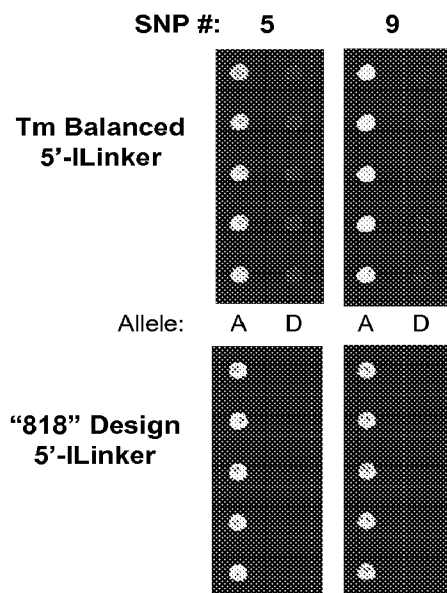 SNP #: 5 9
Tm Balanced
5’-ILinker
Allele: A D A D
“818” Design
5’-ILinker